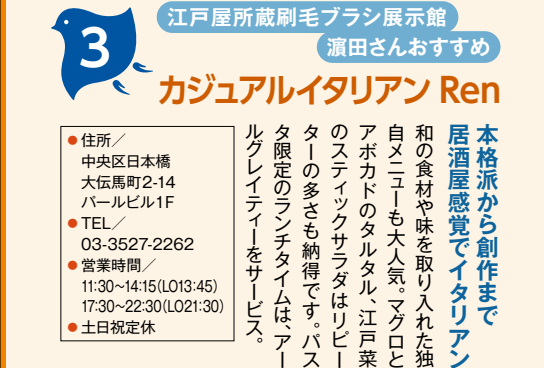 3
江戸屋所蔵刷毛ブラシ展示館
濵田さんおすすめ
カジュアルイタリアン Ren
本格派から創作まで
居酒屋感覚でイタリアン
和の食材や味を取り入れた独
自メニューも大人気。マグロと
アボカドのタルタル、江戸菜
のスティックサラダはリピー
ターの多さも納得です。パス
タ限定のランチタイムは、アー
ルグレイティーをサービス。
●住所／
中央区日本橋
大伝馬町2-14
パールビル1F
●TEL／
03-3527-2262
●営業時間／
11:30~14:15(LO13:45)
17:30~22:30(LO21:30)
●土日祝定休